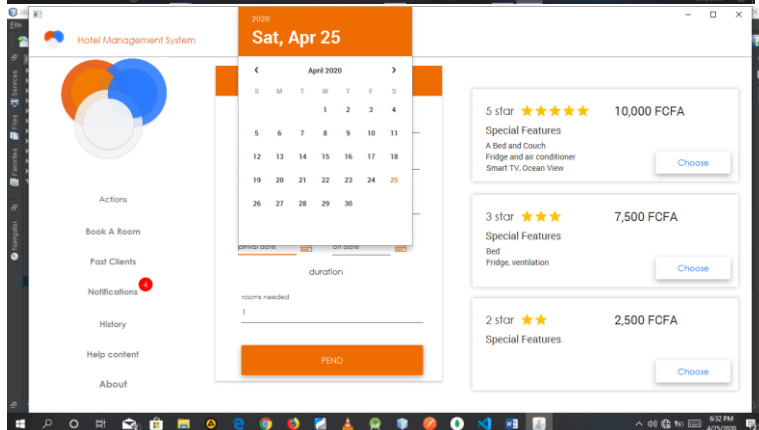 File
Hotel Management System
Services
Files
Favorites
Navigator
Actions
Book A Room
Past Clients
Notifications 4
History
Help content
About
2020
Sat, Apr 25
April 2020
S M T W T F S
1 2 3 4
5 6 7 8 9 10 11
12 13 14 15 16 17 18
19 20 21 22 23 24 25
26 27 28 29 30
arrival date off date
duration
rooms needed
1
PEND
5 star 10,000 FCFA
Special Features
A Bed and Couch
Fridge and air conditioner
Smart TV, Ocean View
Choose
3 star 7,500 FCFA
Special Features
Bed
Fridge, ventilation
Choose
2 star 2,500 FCFA
Special Features
Choose
6:32 PM
4/25/2020